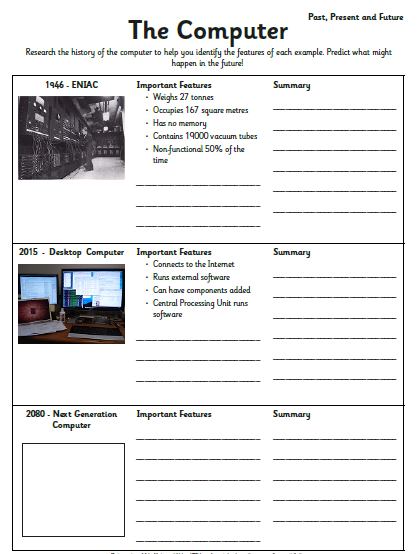 Past, Present and Future
The Computer
Research the history of the computer to help you identify the features of each example. Predict what might
happen in the future!
1946 - ENIAC
Important Features
• Weighs 27 tonnes
• Occupies 167 square metres
• Has no memory
• Contains 19000 vacuum tubes
• Non-functional 50% of the
time
Summary
2015 - Desktop Computer
Important Features
• Connects to the Internet
• Runs external software
• Can have components added
• Central Processing Unit runs
software
Summary
2080 - Next Generation
Computer
Important Features
Summary